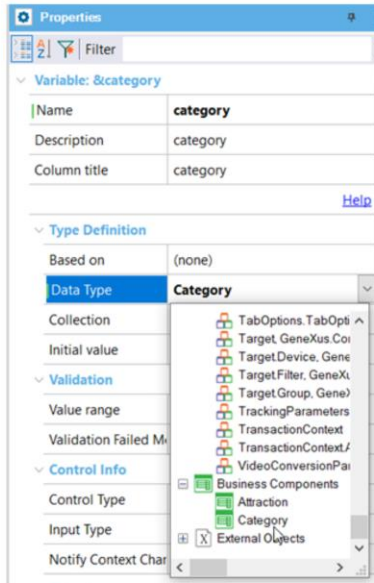 Properties
Filter
Variable: &category
Name category
Description category
Column title category
Help
Type Definition
Based on (none)
Data Type Category
Collection
Initial value
Validation
Value range
Validation Failed M
Control Info
Control Type
Input Type
Notify Context Char
TabOptions.TabOpti
Target, GeneXus.Co
Target.Device, Gene
Target.Filter, GeneXu
Target.Group, GeneX
TrackingParameters
TransactionContext
TransactionContext.A
VideoConversionPar
Business Components
Attraction
Category
External Objects